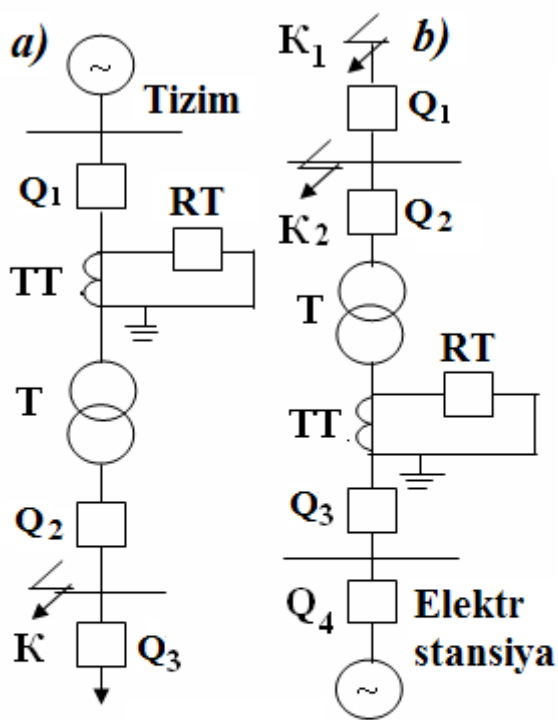 a)
~
Tizim
Q1
RT
TT
T
Q2
K
Q3
b)
K1
Q1
K2
Q2
T
RT
TT
Q3
Q4
Elektr
stansiya
~